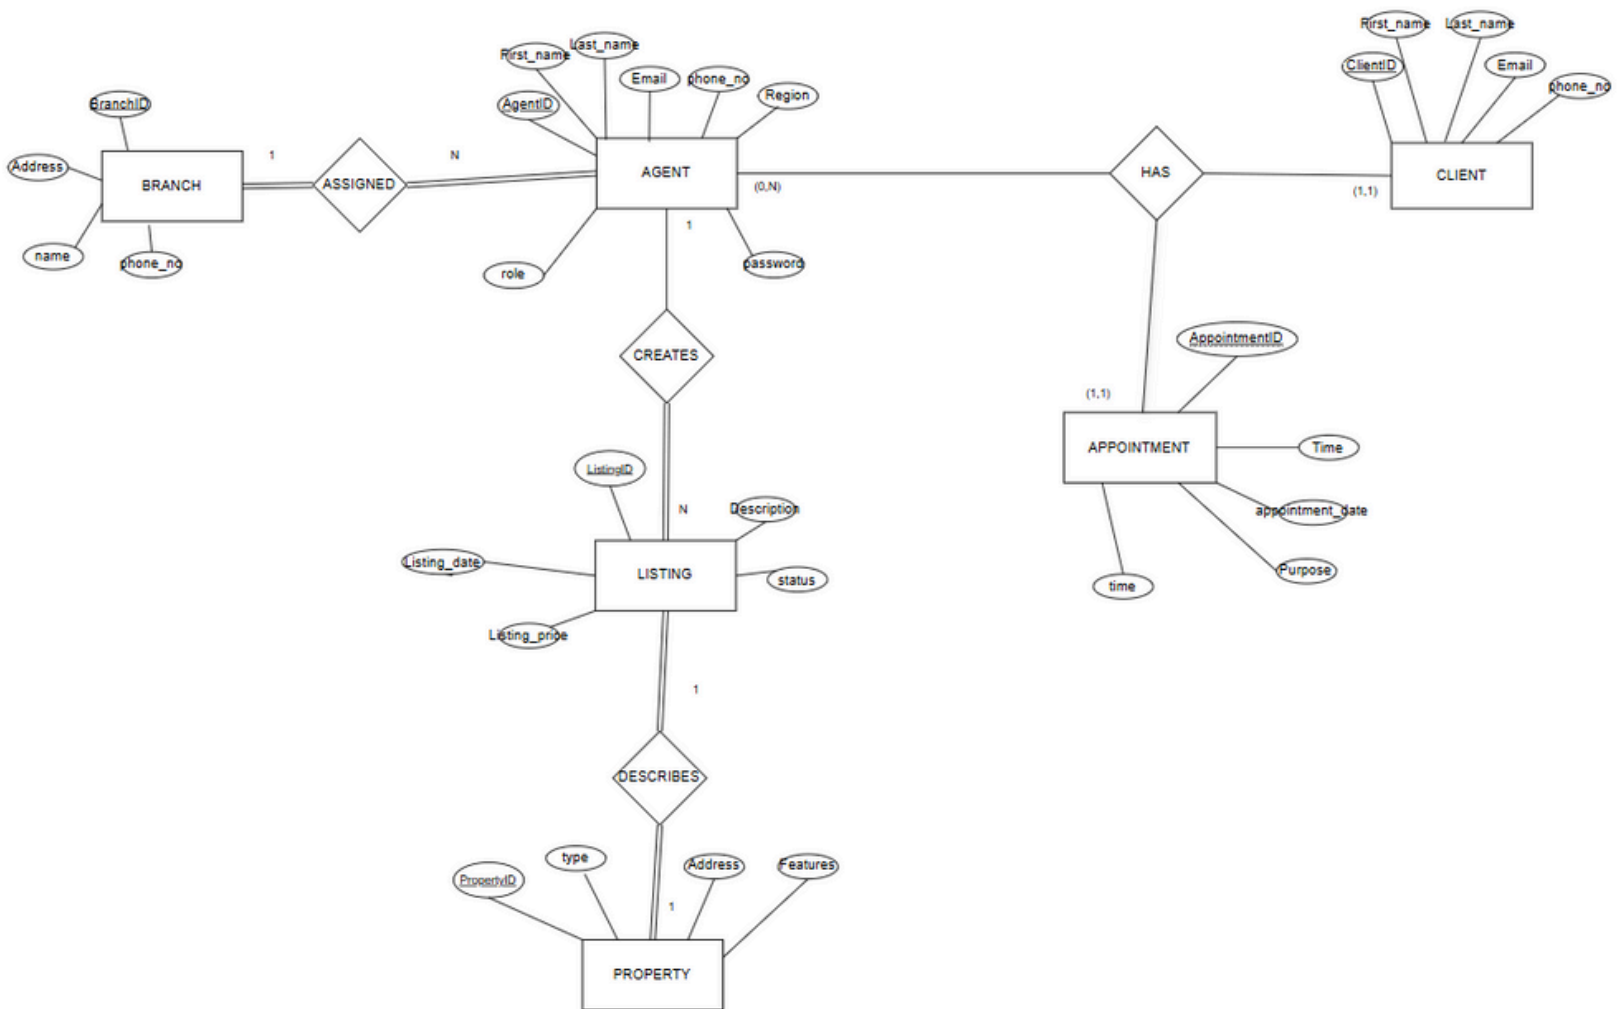 First_name
Last_name
Email
phone_no
Region
AgentID
AGENT
role
password
BranchID
Address
BRANCH
name
phone_no
1
ASSIGNED
N
(0,N)
HAS
(1,1)
First_name
Last_name
ClientID
Email
phone_no
CLIENT
1
CREATES
N
(1,1)
AppointmentID
APPOINTMENT
Time
appointment_date
Purpose
time
ListingID
Description
Listing_date
LISTING
status
Listing_price
1
DESCRIBES
1
PropertyID
type
Address
Features
PROPERTY